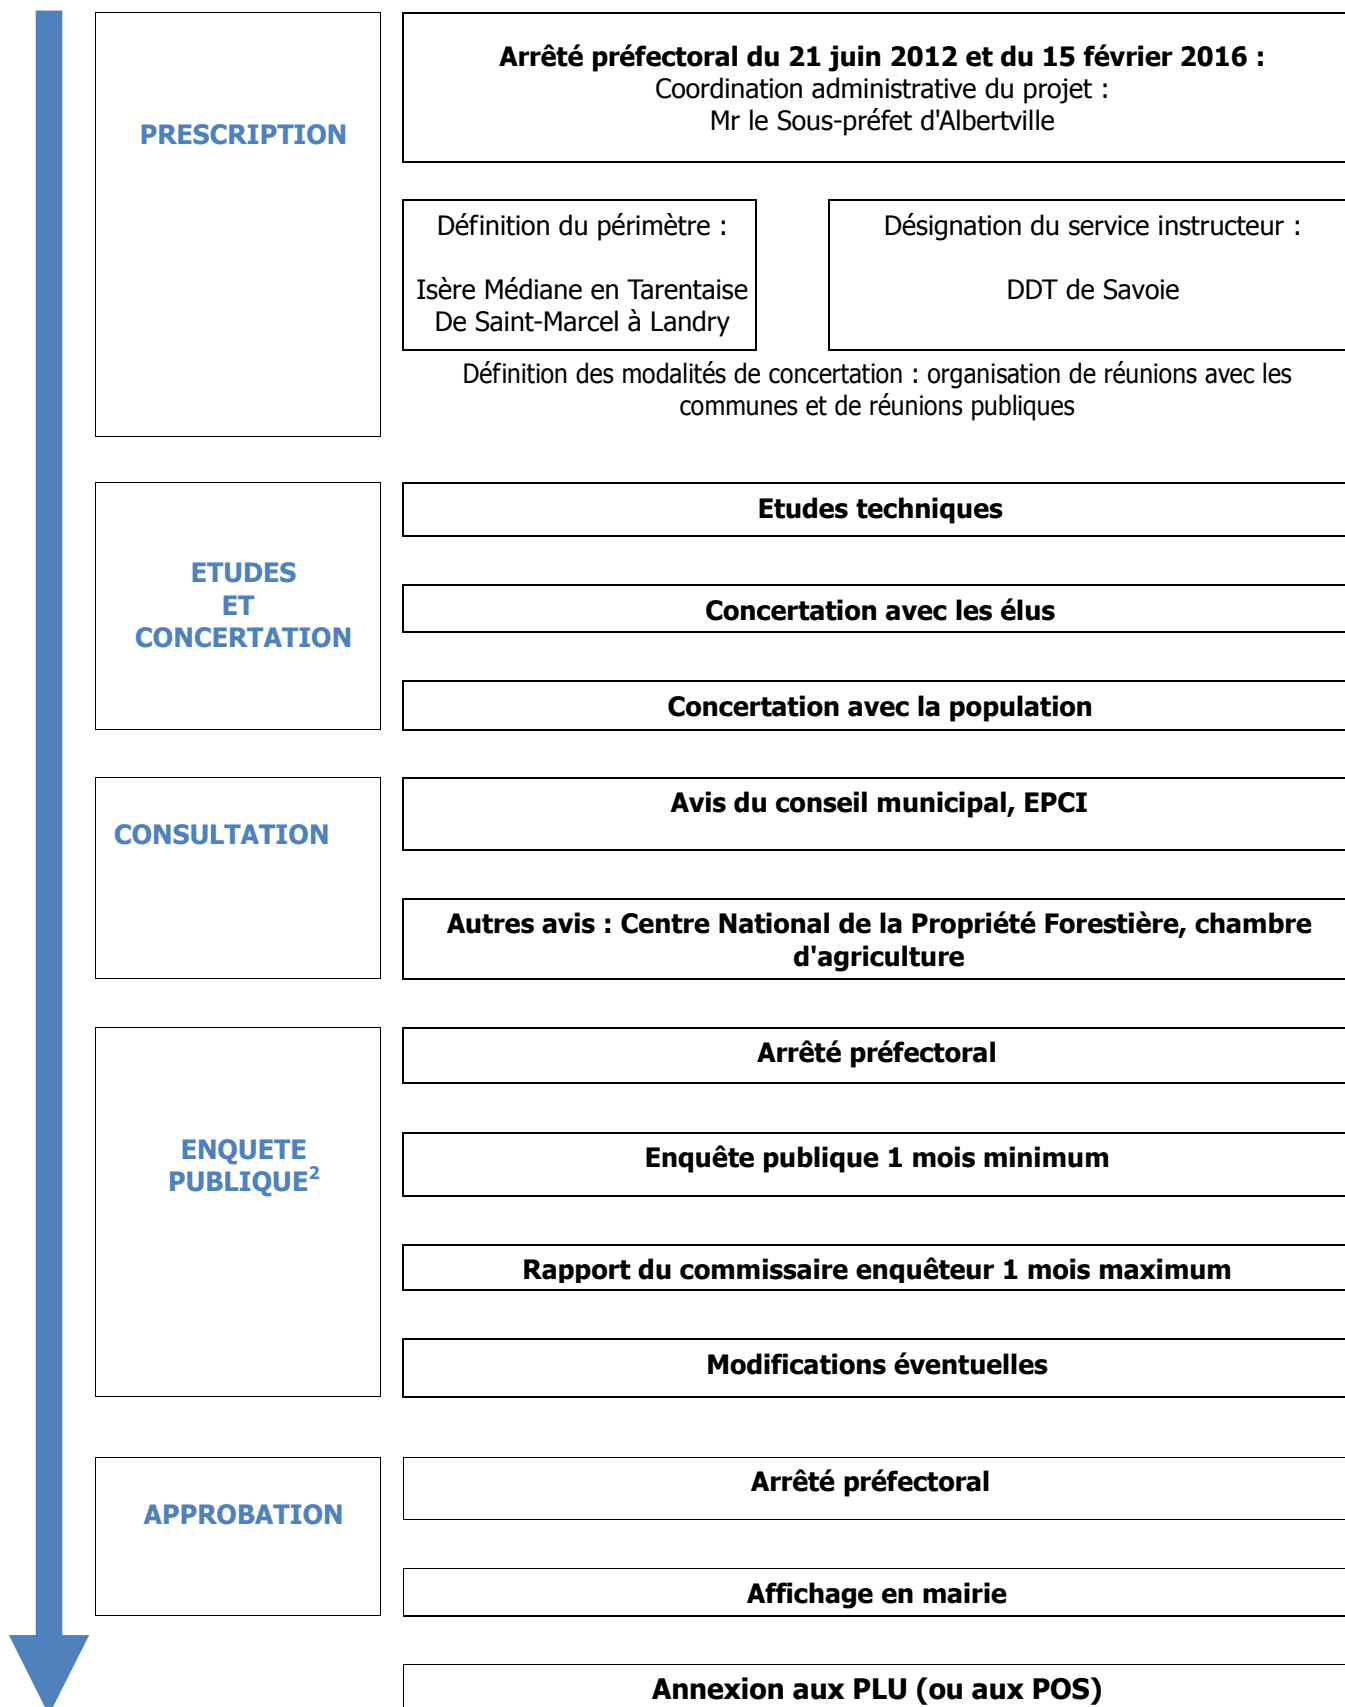 PRESCRIPTION
Arrêté préfectoral du 21 juin 2012 et du 15 février 2016 :
Coordination administrative du projet :
Mr le Sous-préfet d'Albertville
Définition du périmètre :
Isère Médiane en Tarentaise
De Saint-Marcel à Landry
Désignation du service instructeur :
DDT de Savoie
Définition des modalités de concertation : organisation de réunions avec les
communes et de réunions publiques
ETUDES
ET
CONCERTATION
Etudes techniques
Concertation avec les élus
Concertation avec la population
CONSULTATION
Avis du conseil municipal, EPCI
Autres avis : Centre National de la Propriété Forestière, chambre
d'agriculture
ENQUETE
PUBLIQUE²
Arrêté préfectoral
Enquête publique 1 mois minimum
Rapport du commissaire enquêteur 1 mois maximum
Modifications éventuelles
APPROBATION
Arrêté préfectoral
Affichage en mairie
Annexion aux PLU (ou aux POS)